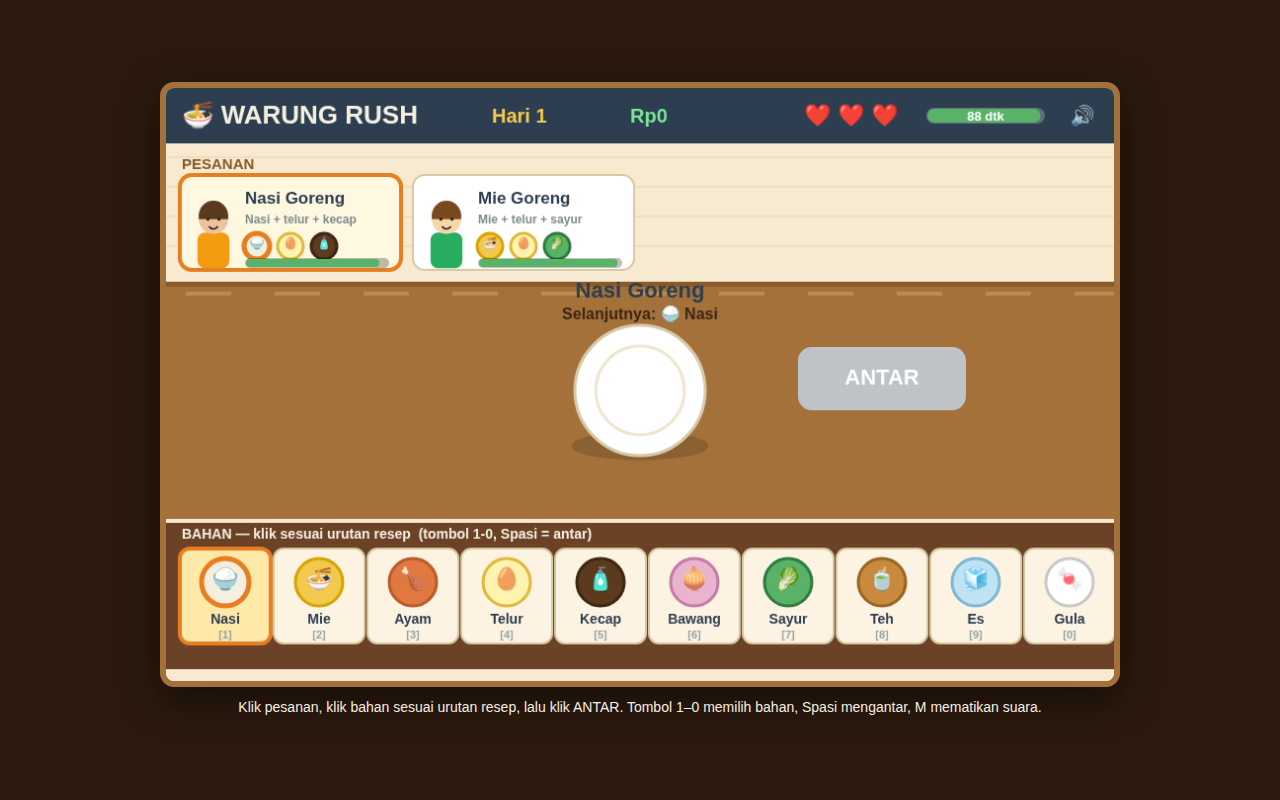 WARUNG RUSH
Hari 1
Rp0
88 dtk
PESANAN
Nasi Goreng
Nasi + telur + kecap
Mie Goreng
Mie + telur + sayur
Nasi Goreng
Selanjutnya: 🍚 Nasi
ANTAR
BAHAN — klik sesuai urutan resep (tombol 1-0, Spasi = antar)
Nasi
[1]
Mie
[2]
Ayam
[3]
Telur
[4]
Kecap
[5]
Bawang
[6]
Sayur
[7]
Teh
[8]
Es
[9]
Gula
[0]
Klik pesanan, klik bahan sesuai urutan resep, lalu klik ANTAR. Tombol 1–0 memilih bahan, Spasi mengantar, M mematikan suara.